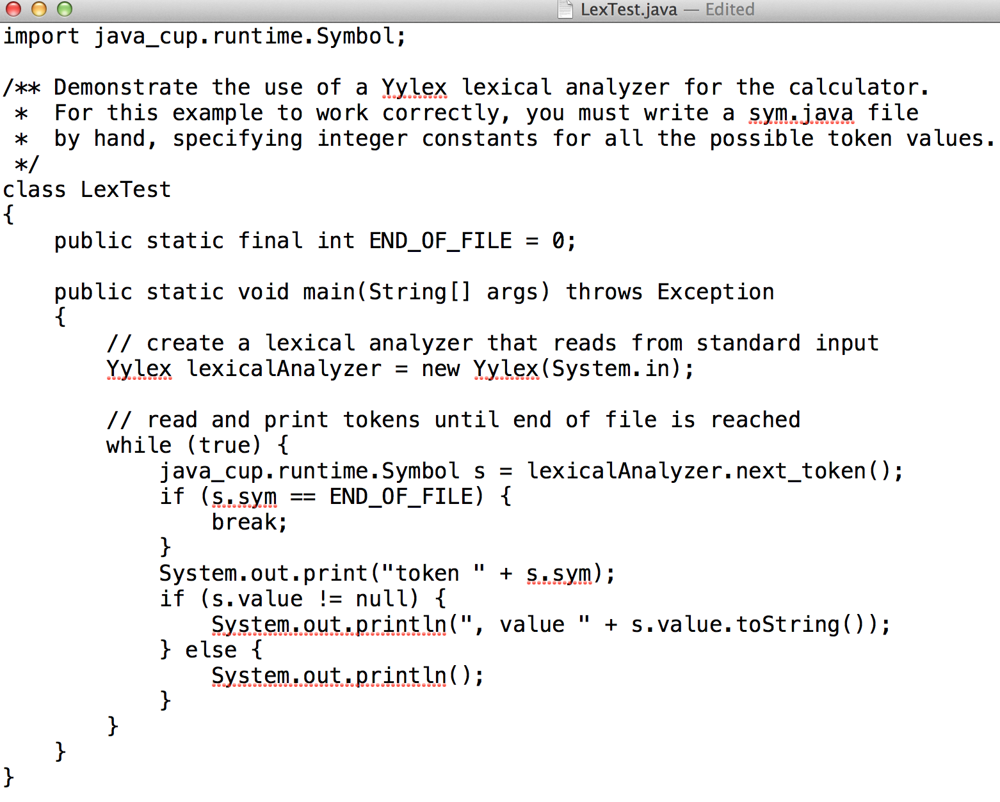 LexTest.java — Edited
import java_cup.runtime.Symbol;
/** Demonstrate the use of a Yylex lexical analyzer for the calculator.
 *  For this example to work correctly, you must write a sym.java file
 *  by hand, specifying integer constants for all the possible token values.
 */
class LexTest
{
    public static final int END_OF_FILE = 0;
    public static void main(String[] args) throws Exception
    {
        // create a lexical analyzer that reads from standard input
        Yylex lexicalAnalyzer = new Yylex(System.in);
        // read and print tokens until end of file is reached
        while (true) {
            java_cup.runtime.Symbol s = lexicalAnalyzer.next_token();
            if (s.sym == END_OF_FILE) {
                break;
            }
            System.out.print("token " + s.sym);
            if (s.value != null) {
                System.out.println(", value " + s.value.toString());
            } else {
                System.out.println();
            }
        }
    }
}